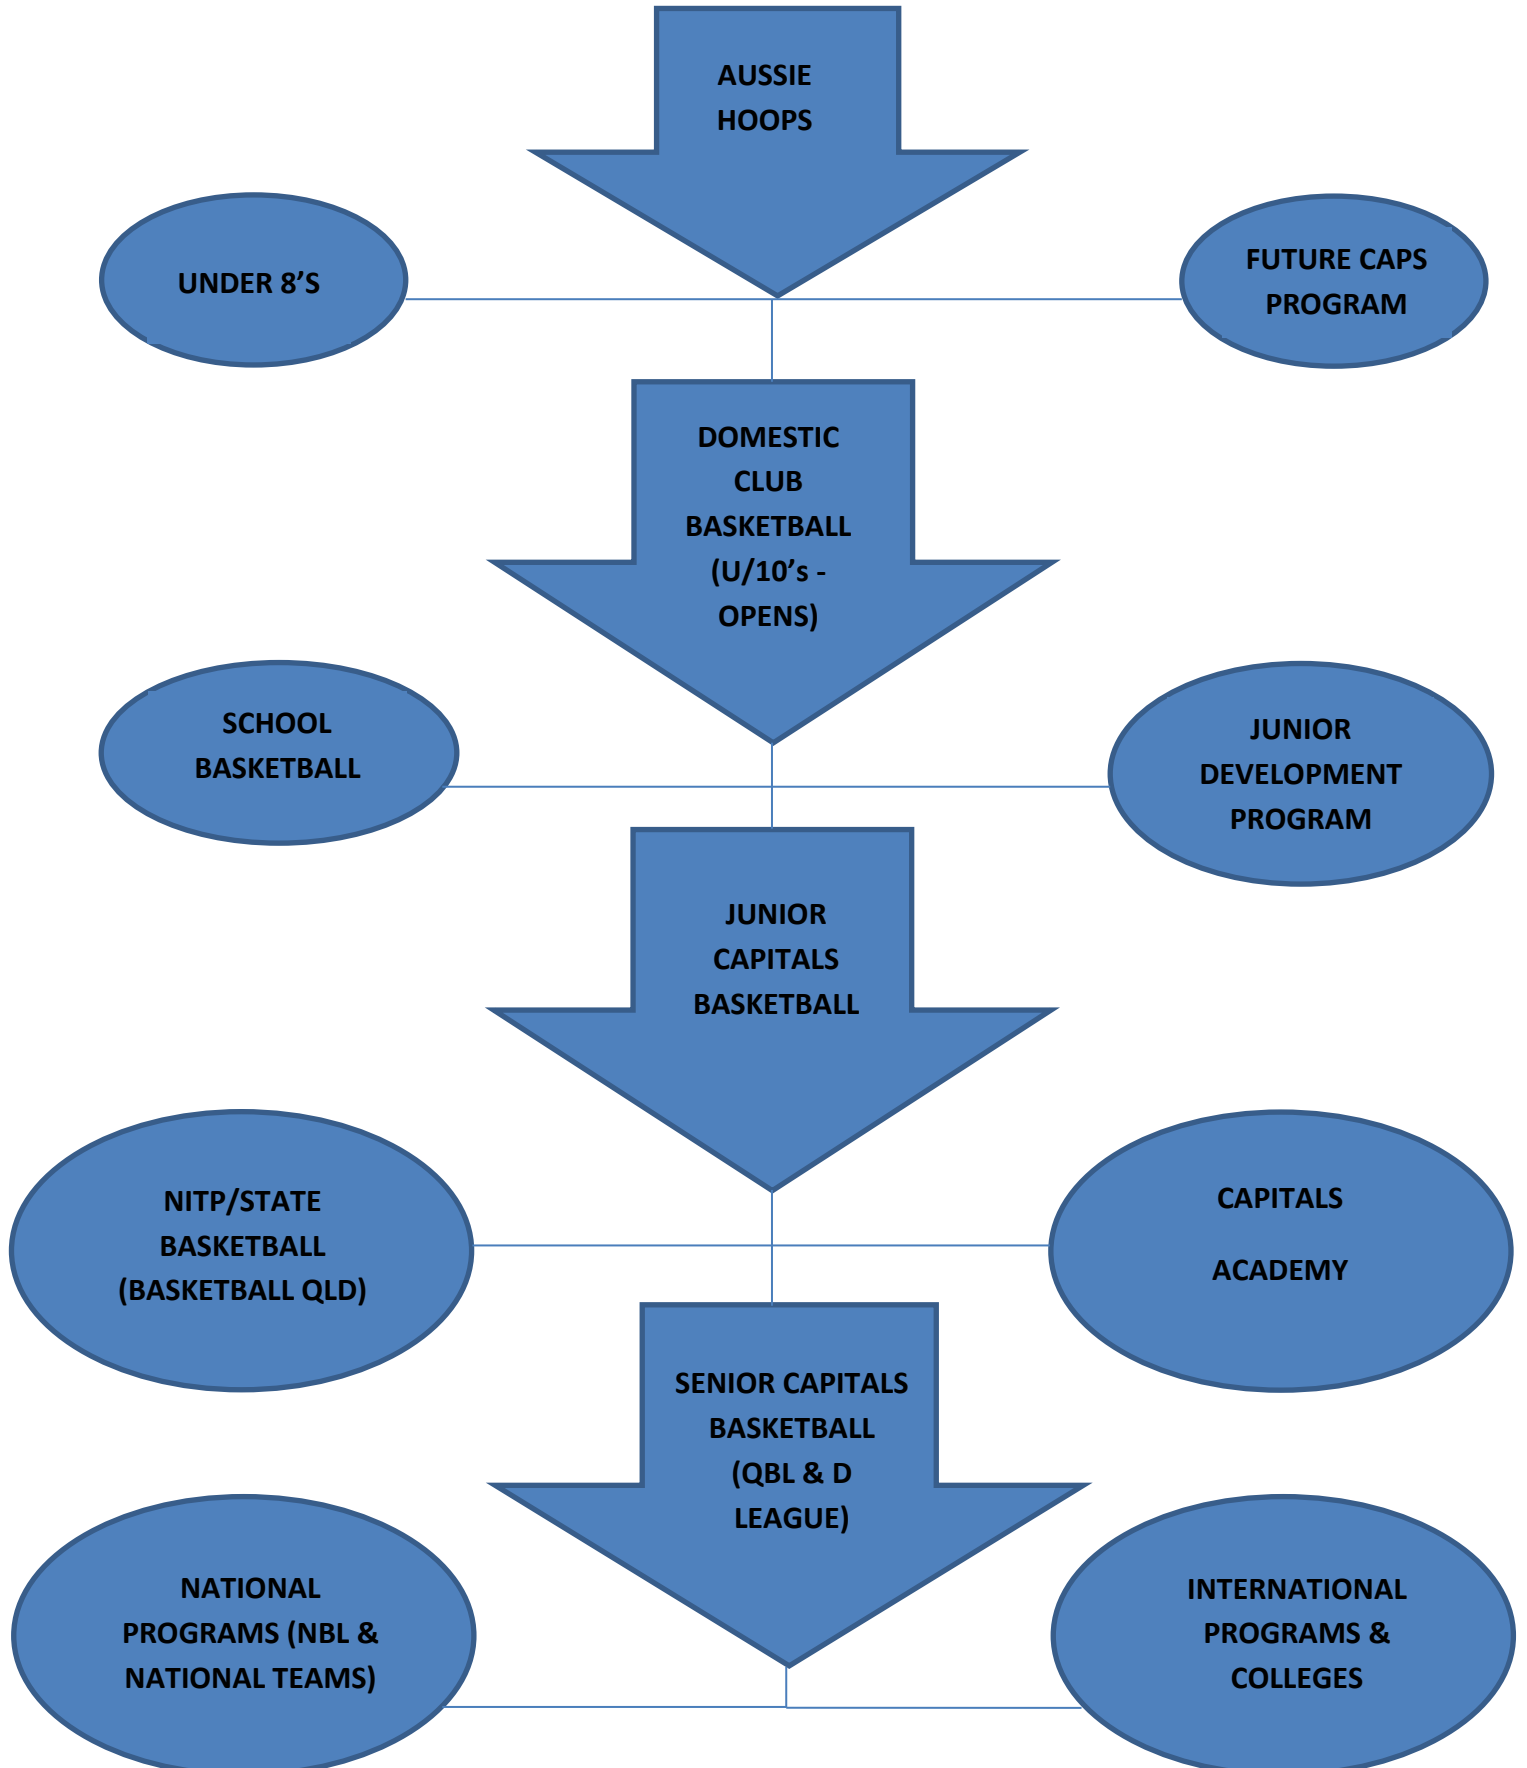 AUSSIE
HOOPS
UNDER 8’S
FUTURE CAPS
PROGRAM
DOMESTIC
CLUB
BASKETBALL
(U/10’s -
OPENS)
SCHOOL
BASKETBALL
JUNIOR
DEVELOPMENT
PROGRAM
JUNIOR
CAPITALS
BASKETBALL
NITP/STATE
BASKETBALL
(BASKETBALL QLD)
CAPITALS
ACADEMY
SENIOR CAPITALS
BASKETBALL
(QBL & D
LEAGUE)
NATIONAL
PROGRAMS (NBL &
NATIONAL TEAMS)
INTERNATIONAL
PROGRAMS &
COLLEGES